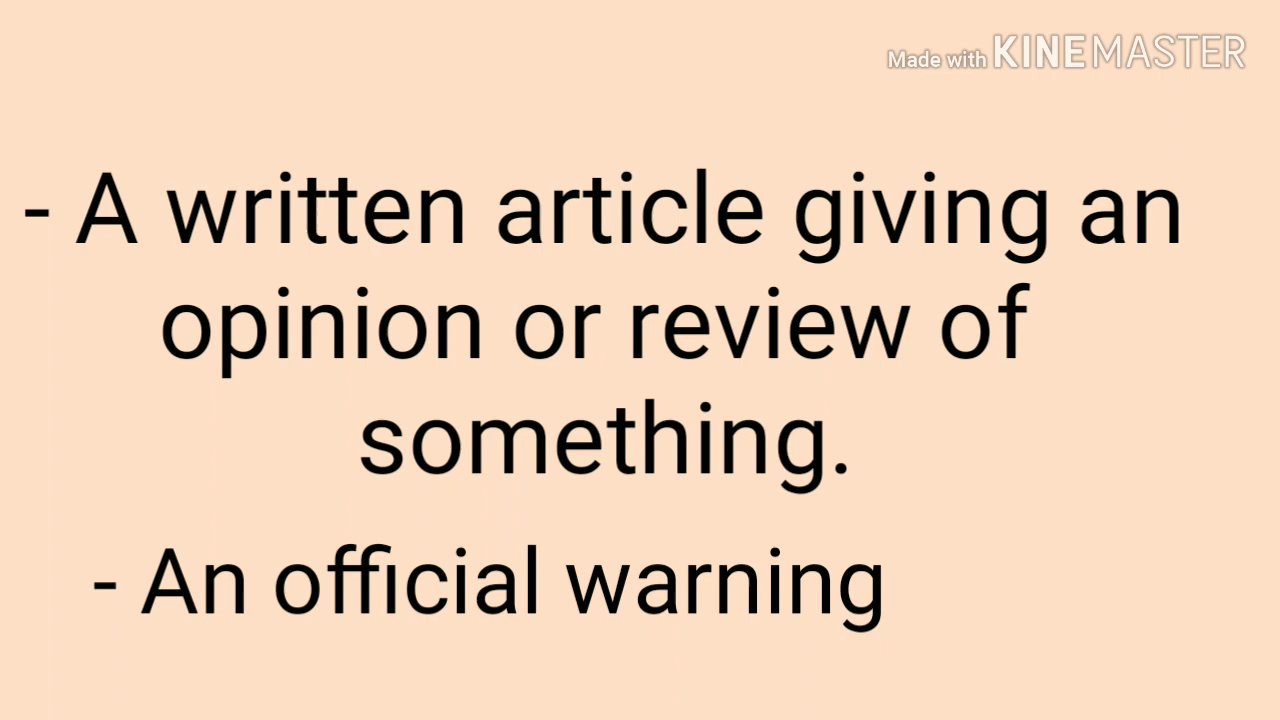 Made with KINEMASTER
- A written article giving an
opinion or review of
something.
- An official warning